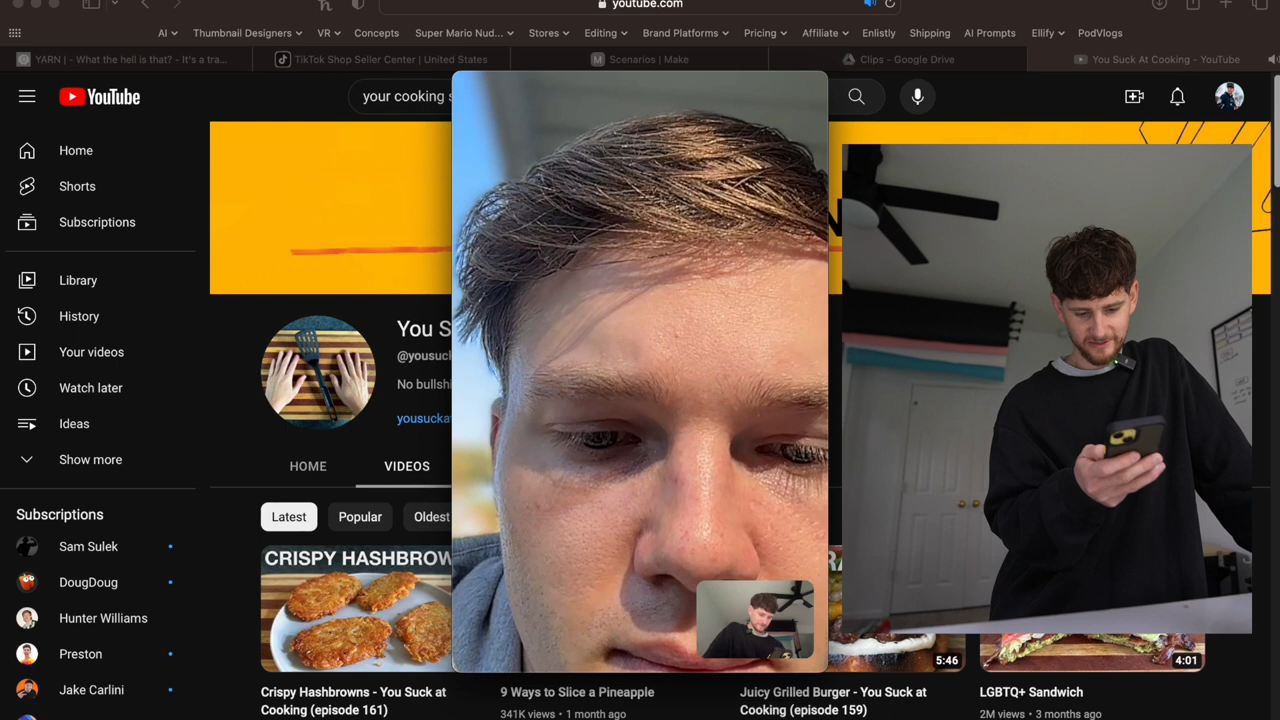 youtube.com
AI Thumbnail Designers VR Concepts Super Mario Nud... Stores Editing Brand Platforms Pricing Affiliate Enlistly Shipping AI Prompts Ellify PodVlogs
YARN | - What the hell is that? - It's a tra... TikTok Shop Seller Center | United States Scenarios | Make Clips - Google Drive You Suck At Cooking - YouTube
YouTube
your cooking s
Home
Shorts
Subscriptions
Library
History
Your videos
Watch later
Ideas
Show more
Subscriptions
Sam Sulek
DougDoug
Hunter Williams
Preston
Jake Carlini
N
You S
@yousuck
No bullshi
yousucka
HOME VIDEOS
Latest Popular Oldest
CRISPY HASHBROW
5:46
4:01
Crispy Hashbrowns - You Suck at
Cooking (episode 161)
9 Ways to Slice a Pineapple
341K views • 1 month ago
Juicy Grilled Burger - You Suck at
Cooking (episode 159)
LGBTQ+ Sandwich
2M views • 3 months ago